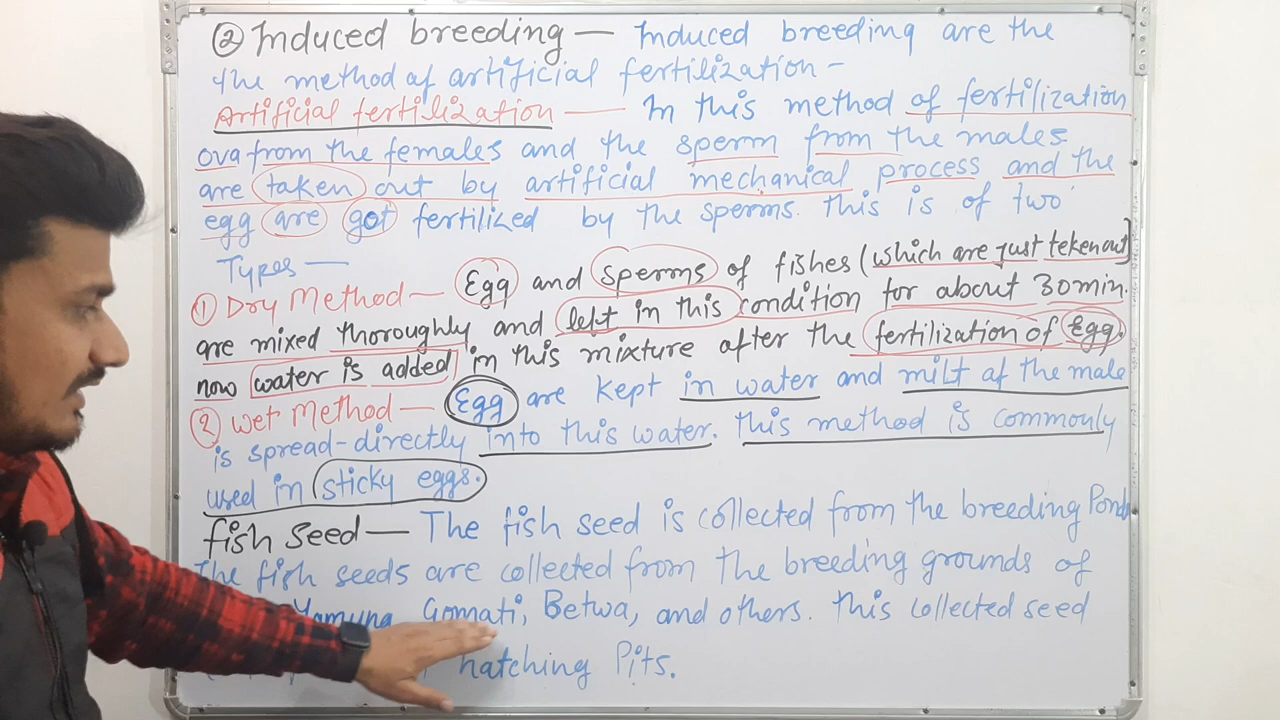 ② Induced breeding — Induced breeding are the
the method of artificial fertilization -
Artificial fertilization — In this method of fertilization
ova from the females and the sperm from the males
are taken out by artificial mechanical process and the
egg are got fertilized by the sperms. This is of two
Types —
① Dry Method — Egg and sperms of fishes (which are just teken out)
are mixed thoroughly and left in this condition for about 30 min.
now water is added in this mixture after the fertilization of Egg.
② Wet Method — Egg are kept in water and milt of the male
is spread-directly into this water. This method is commonly
used in sticky eggs.
fish seed — The fish seed is collected from the breeding Ponds
The fish seeds are collected from the breeding grounds of
Yamuna, Gomati, Betwa, and others. This collected seed
hatching Pits.